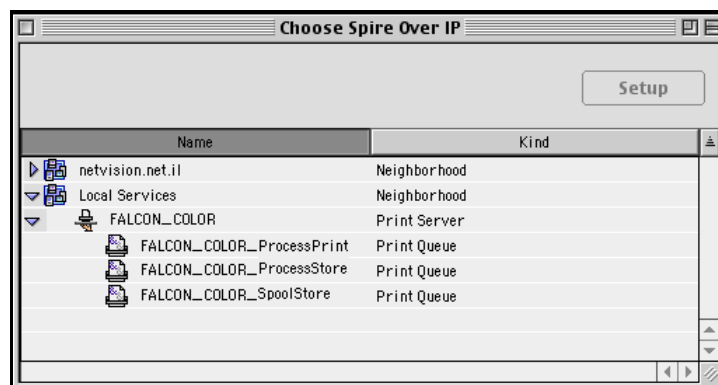 Choose Spire Over IP
Setup
Name Kind
netvision.net.il Neighborhood
Local Services Neighborhood
FALCON_COLOR Print Server
FALCON_COLOR_ProcessPrint Print Queue
FALCON_COLOR_ProcessStore Print Queue
FALCON_COLOR_SpoolStore Print Queue